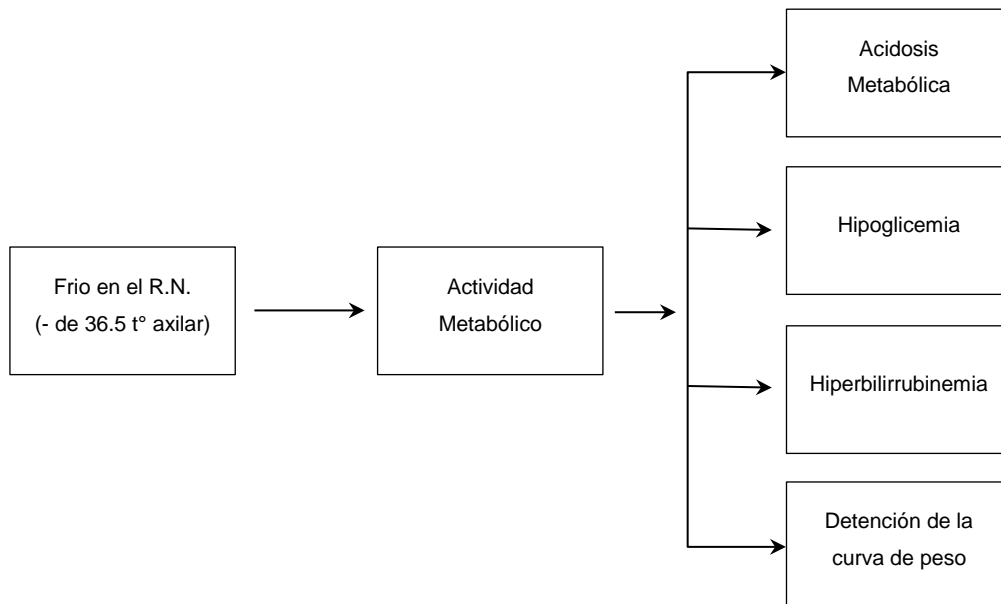 Frio en el R.N.
(- de 36.5 t° axilar)
Actividad
Metabólico
Acidosis
Metabólica
Hipoglicemia
Hiperbilirrubinemia
Detención de la
curva de peso